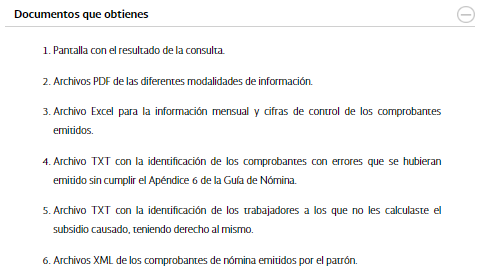 Documentos que obtienes
1. Pantalla con el resultado de la consulta.
2. Archivos PDF de las diferentes modalidades de información.
3. Archivo Excel para la información mensual y cifras de control de los comprobantes
emitidos.
4. Archivo TXT con la identificación de los comprobantes con errores que se hubieran
emitido sin cumplir el Apéndice 6 de la Guía de Nómina.
5. Archivo TXT con la identificación de los trabajadores a los que no les calculaste el
subsidio causado, teniendo derecho al mismo.
6. Archivos XML de los comprobantes de nómina emitidos por el patrón.